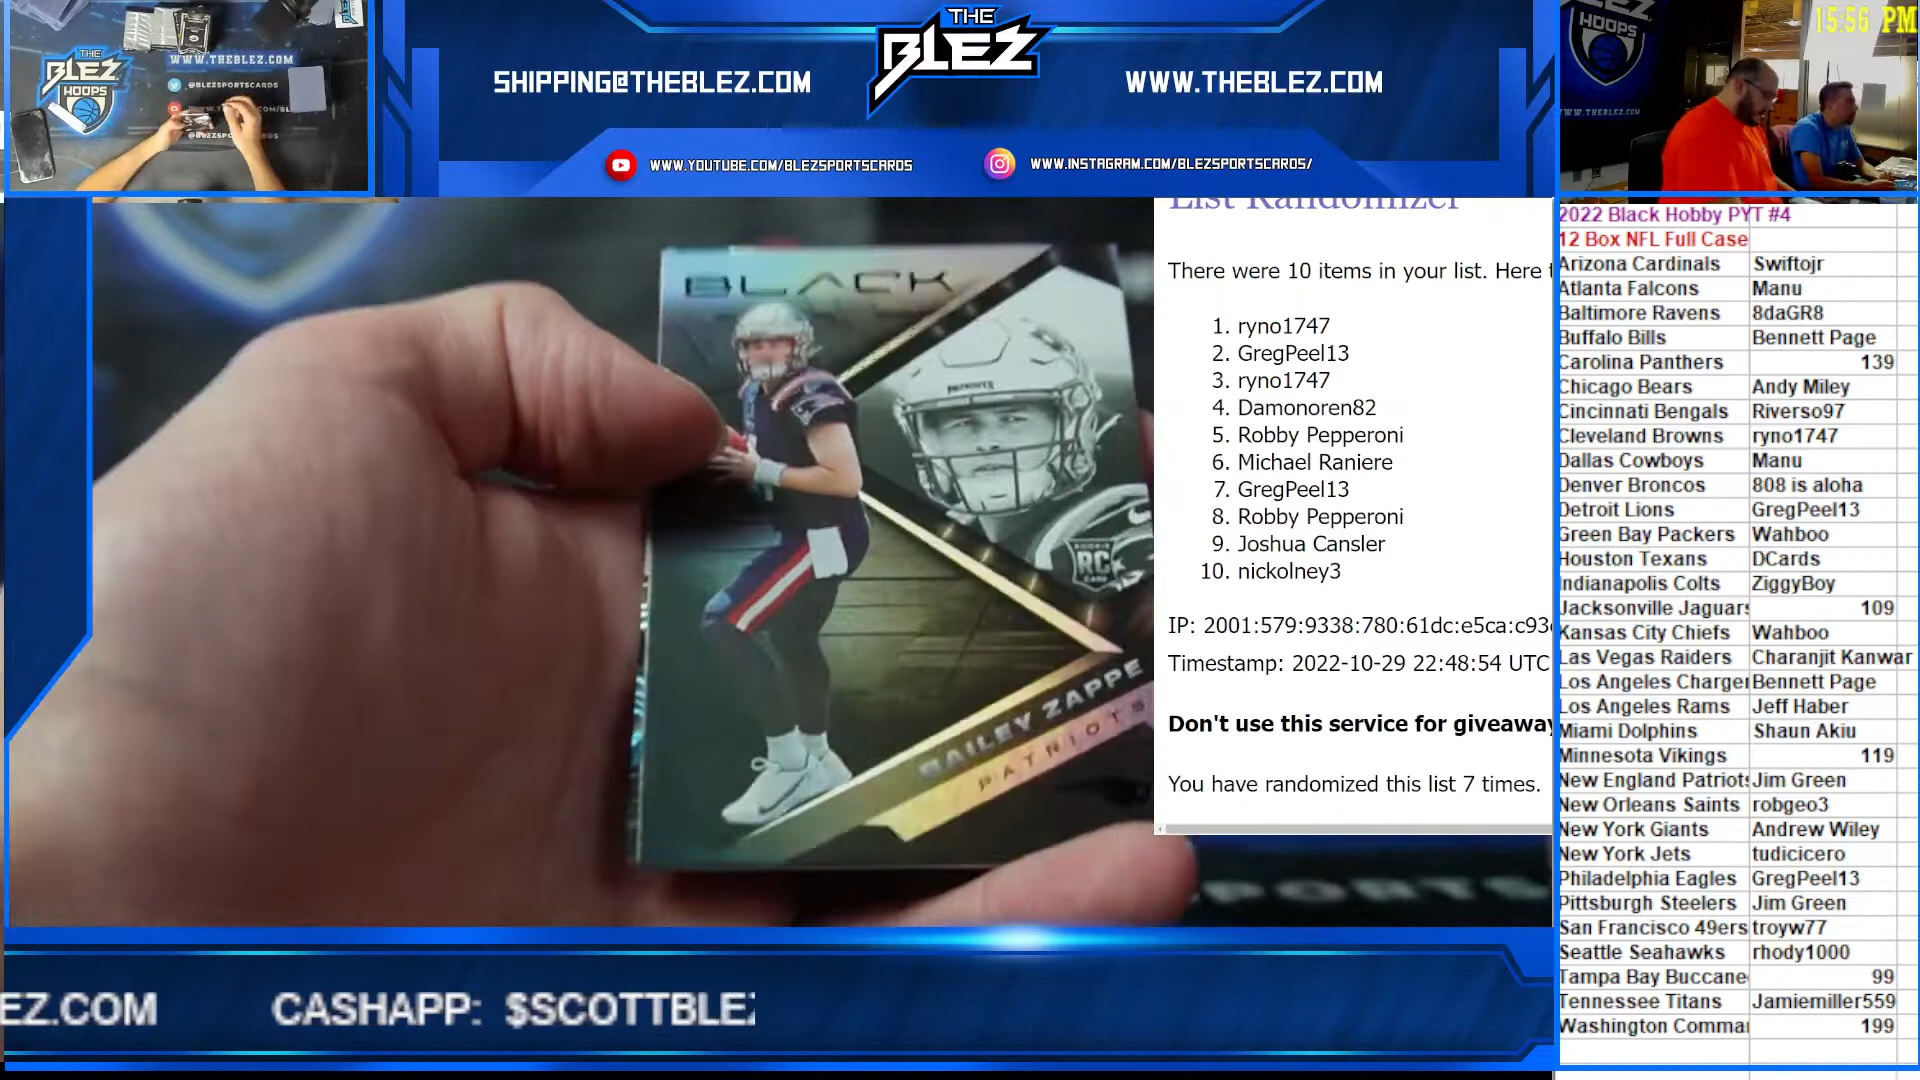 THE
BLEZ
HOOPS
WWW.THEBLEZ.COM
@BLEZSPORTSCARDS
SHIPPING@THEBLEZ.COM
THE
BLEZ
WWW.THEBLEZ.COM
WWW.YOUTUBE.COM/BLEZSPORTSCARDS
WWW.INSTAGRAM.COM/BLEZSPORTSCARDS/
HOOPS
WWW.THEBLEZ.COM
15:56 PM
BLACK
PATRIOTS
RC
BAILEY ZAPPE
PATRIOTS
List Randomizer
There were 10 items in your list. Here
1. ryno1747
2. GregPeel13
3. ryno1747
4. Damonoren82
5. Robby Pepperoni
6. Michael Raniere
7. GregPeel13
8. Robby Pepperoni
9. Joshua Cansler
10. nickolney3
IP: 2001:579:9338:780:61dc:e5ca:c93
Timestamp: 2022-10-29 22:48:54 UTC
Don't use this service for giveaway
You have randomized this list 7 times.
2022 Black Hobby PYT #4
12 Box NFL Full Case
Arizona Cardinals Swiftojr
Atlanta Falcons Manu
Baltimore Ravens 8daGR8
Buffalo Bills Bennett Page
Carolina Panthers 139
Chicago Bears Andy Miley
Cincinnati Bengals Riverso97
Cleveland Browns ryno1747
Dallas Cowboys Manu
Denver Broncos 808 is aloha
Detroit Lions GregPeel13
Green Bay Packers Wahboo
Houston Texans DCards
Indianapolis Colts ZiggyBoy
Jacksonville Jaguars 109
Kansas City Chiefs Wahboo
Las Vegas Raiders Charanjit Kanwar
Los Angeles Charger Bennett Page
Los Angeles Rams Jeff Haber
Miami Dolphins Shaun Akiu
Minnesota Vikings 119
New England Patriots Jim Green
New Orleans Saints robgeo3
New York Giants Andrew Wiley
New York Jets tudicicero
Philadelphia Eagles GregPeel13
Pittsburgh Steelers Jim Green
San Francisco 49ers troyw77
Seattle Seahawks rhody1000
Tampa Bay Buccane 99
Tennessee Titans Jamiemiller559
Washington Comma 199
EZ.COM CASHAPP: $SCOTTBLEZ